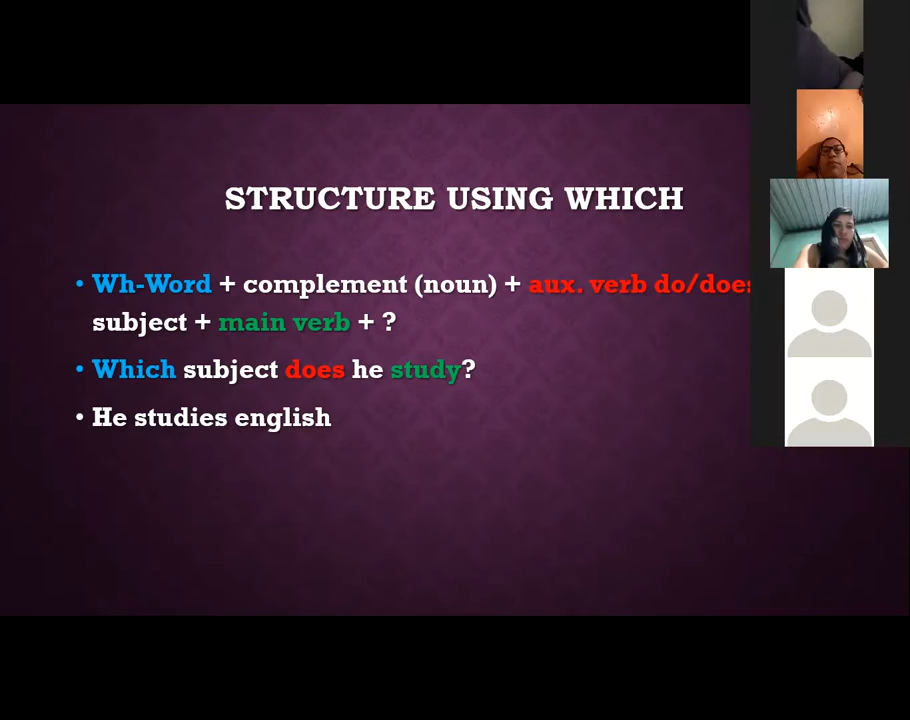 STRUCTURE USING WHICH
• Wh-Word + complement (noun) + aux. verb do/does
subject + main verb + ?
• Which subject does he study?
• He studies english